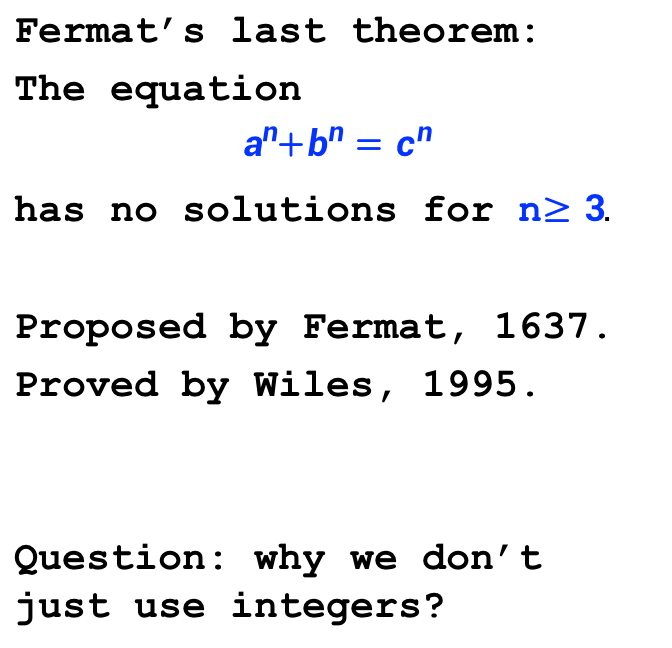 Fermat's last theorem:
The equation
aⁿ+bⁿ = cⁿ
has no solutions for n≥ 3.
Proposed by Fermat, 1637.
Proved by Wiles, 1995.
Question: why we don't
just use integers?